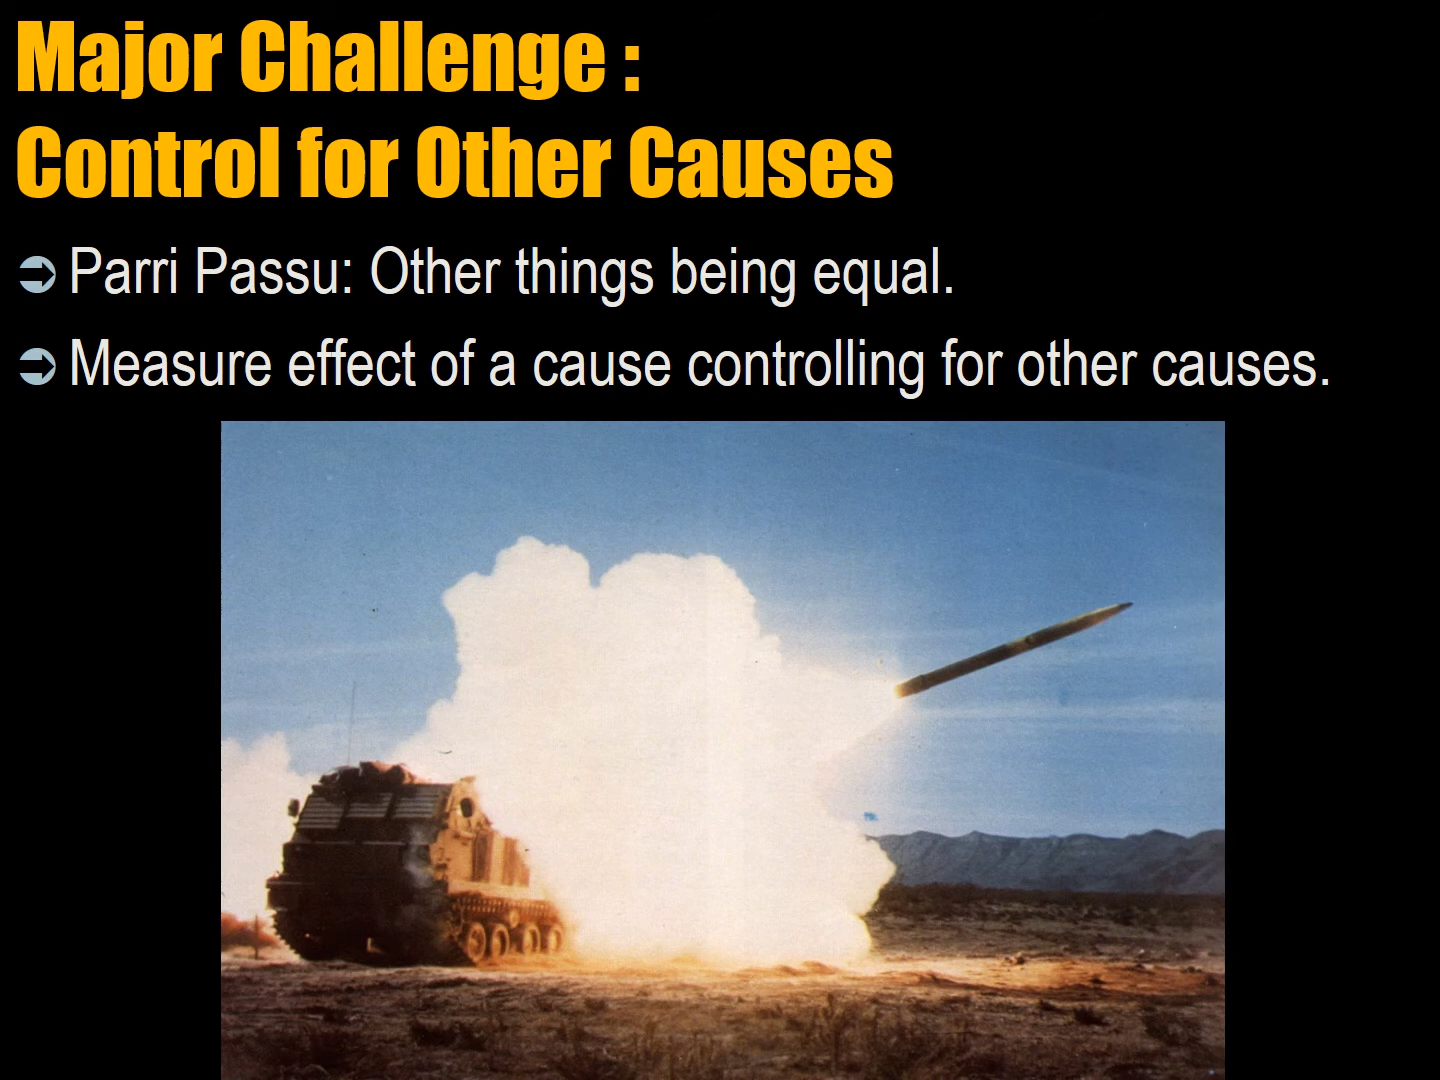 Major Challenge :
Control for Other Causes
Parri Passu: Other things being equal.
Measure effect of a cause controlling for other causes.